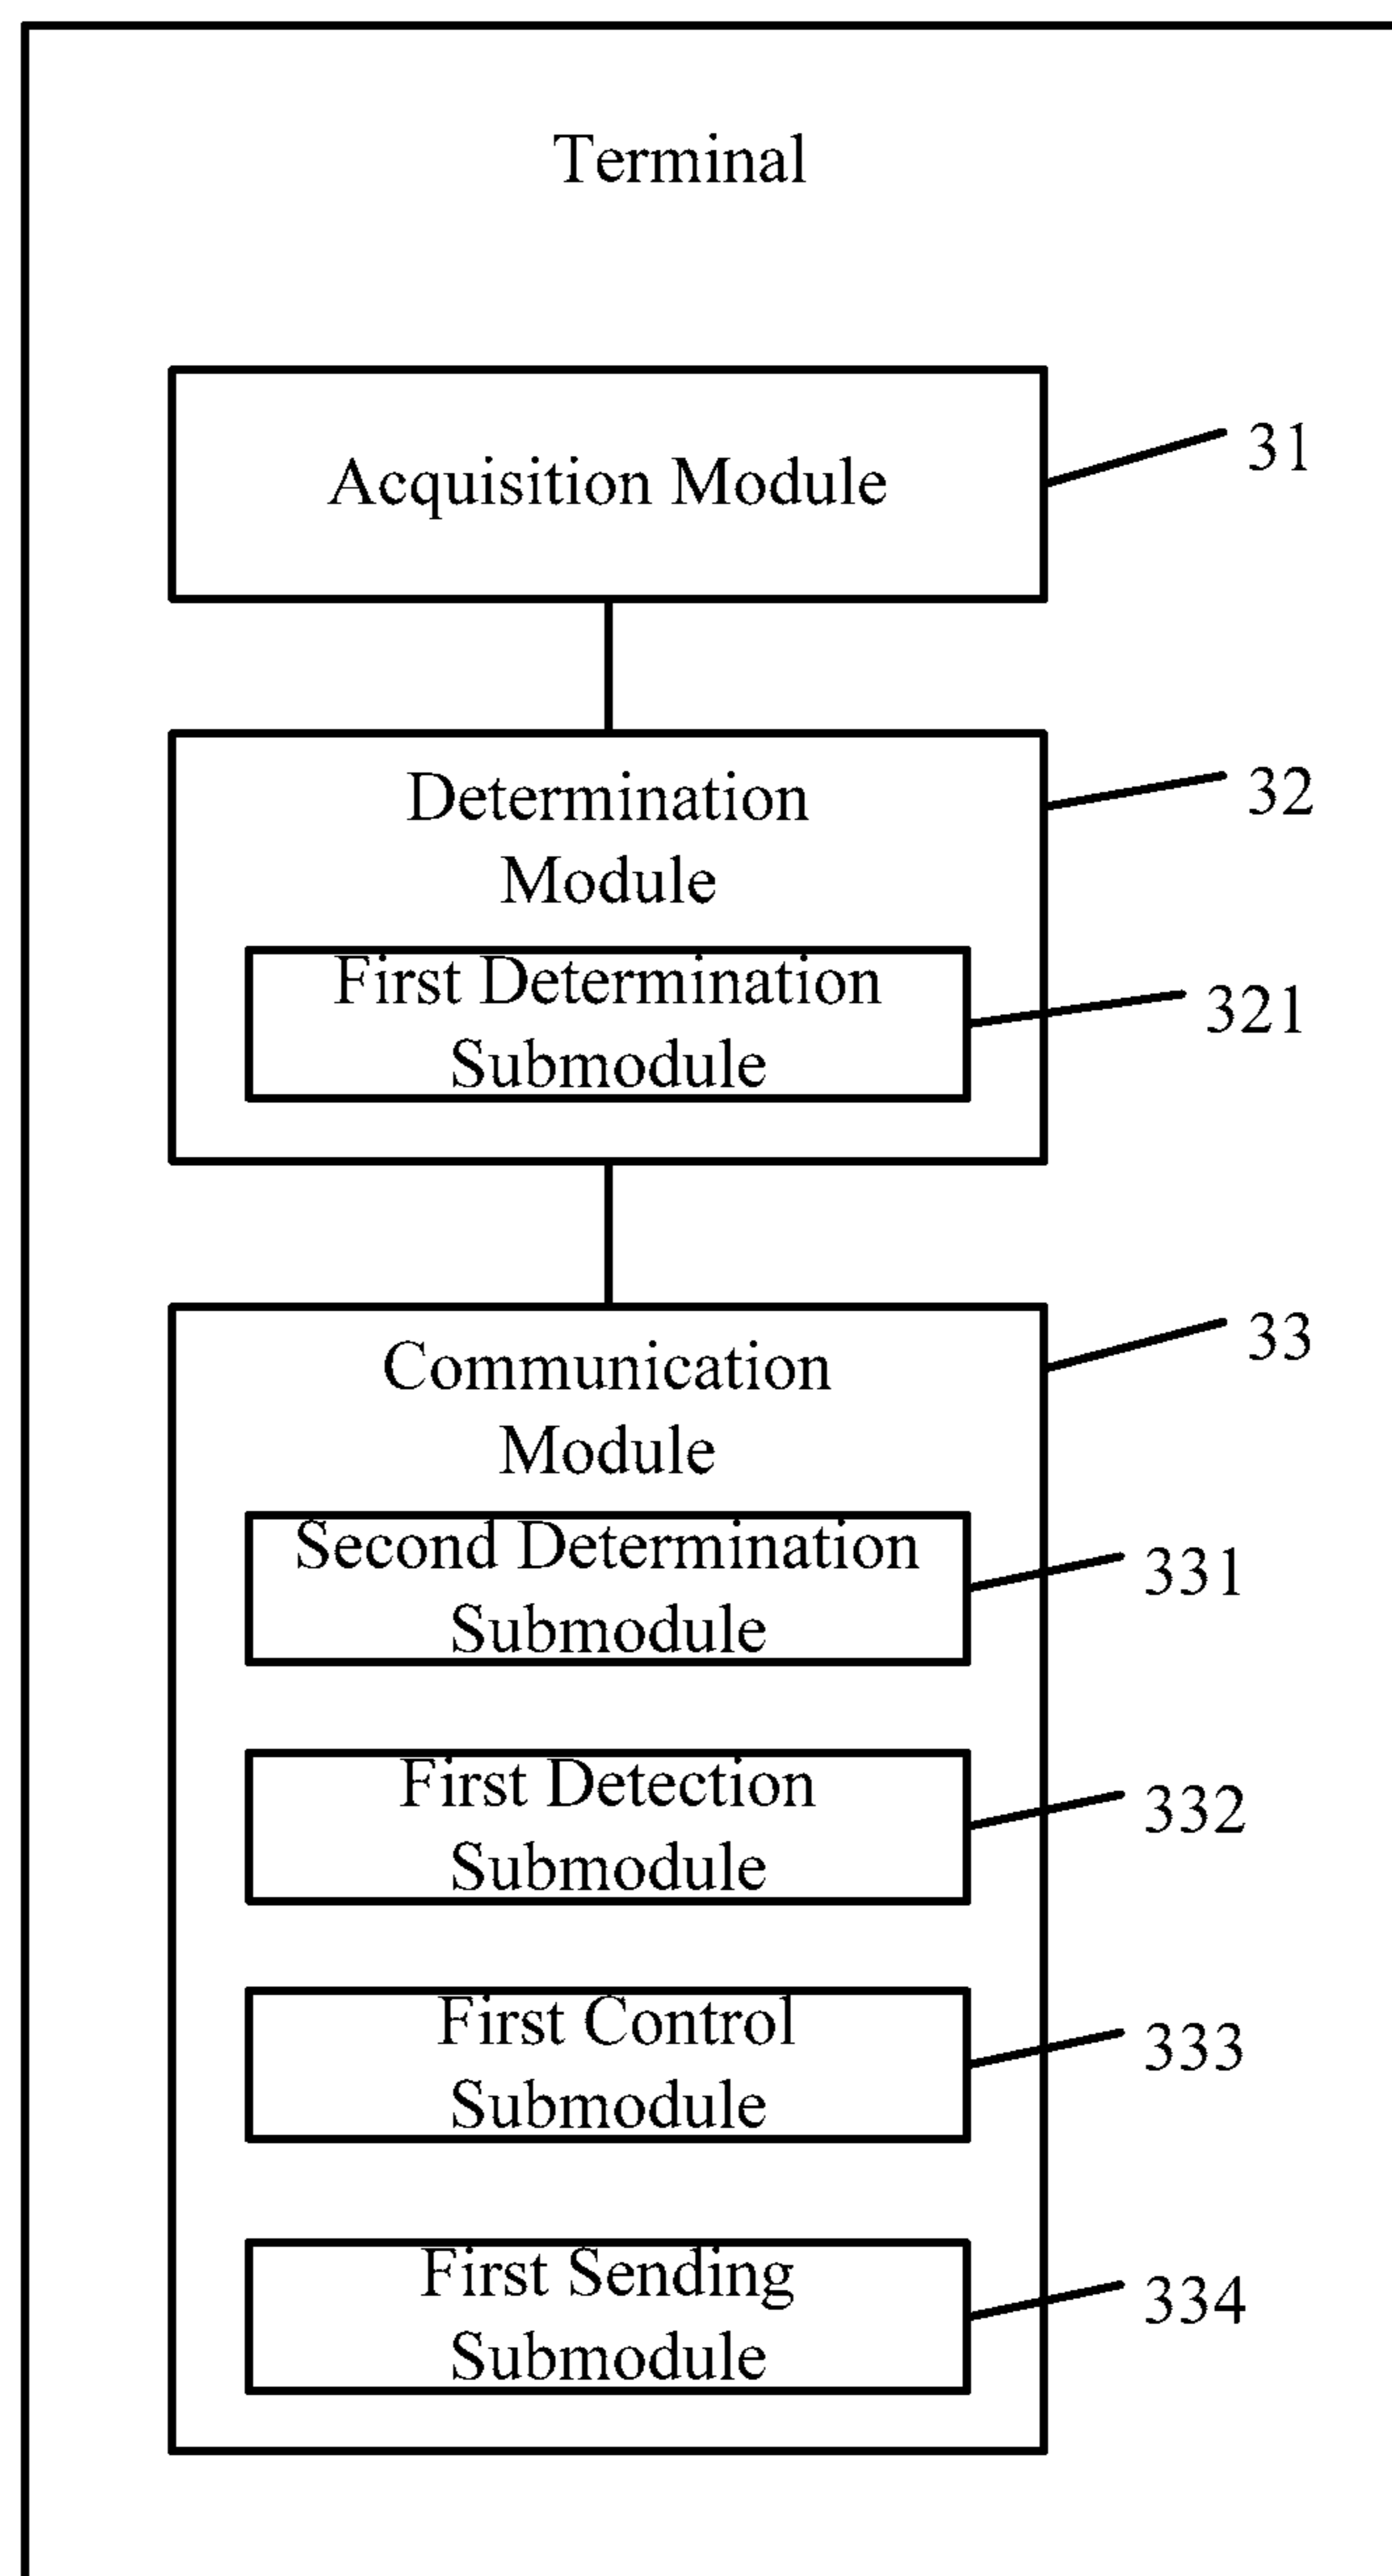 Terminal
Acquisition Module
31
Determination
Module
32
First Determination
Submodule
321
Communication
Module
33
Second Determination
Submodule
331
First Detection
Submodule
332
First Control
Submodule
333
First Sending
Submodule
334